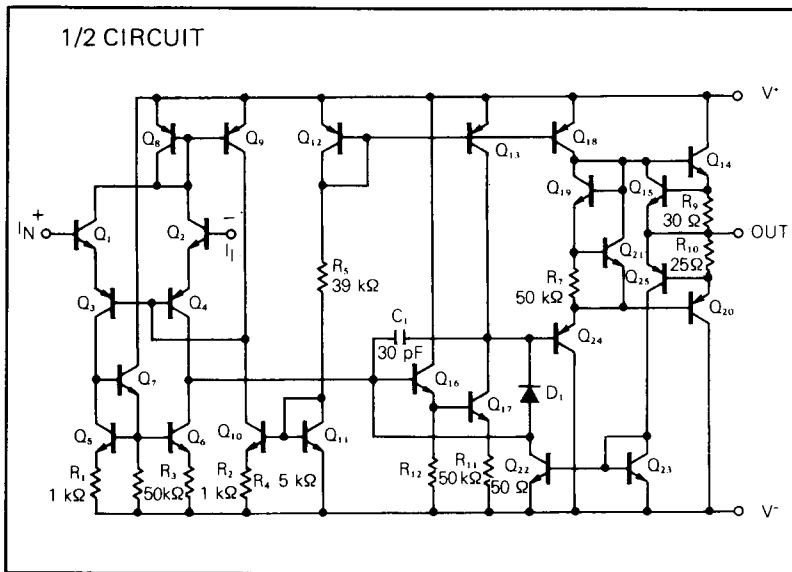 1/2 CIRCUIT
V+
Q8
Q9
Q12
Q13
Q18
Q14
Q19
Q15
R9
30 Ω
+
IN
Q1
Q2
−
II
OUT
R10
25Ω
Q21
Q25
R5
39 kΩ
R7
50 kΩ
Q3
Q4
Q20
C1
30 pF
Q24
Q7
Q16
D1
Q17
Q5
Q6
Q10
Q11
Q22
Q23
R1
1 kΩ
50kΩ
R3
R2
1 kΩ
R4
5 kΩ
R12
50 kΩ
R11
50 Ω
V-